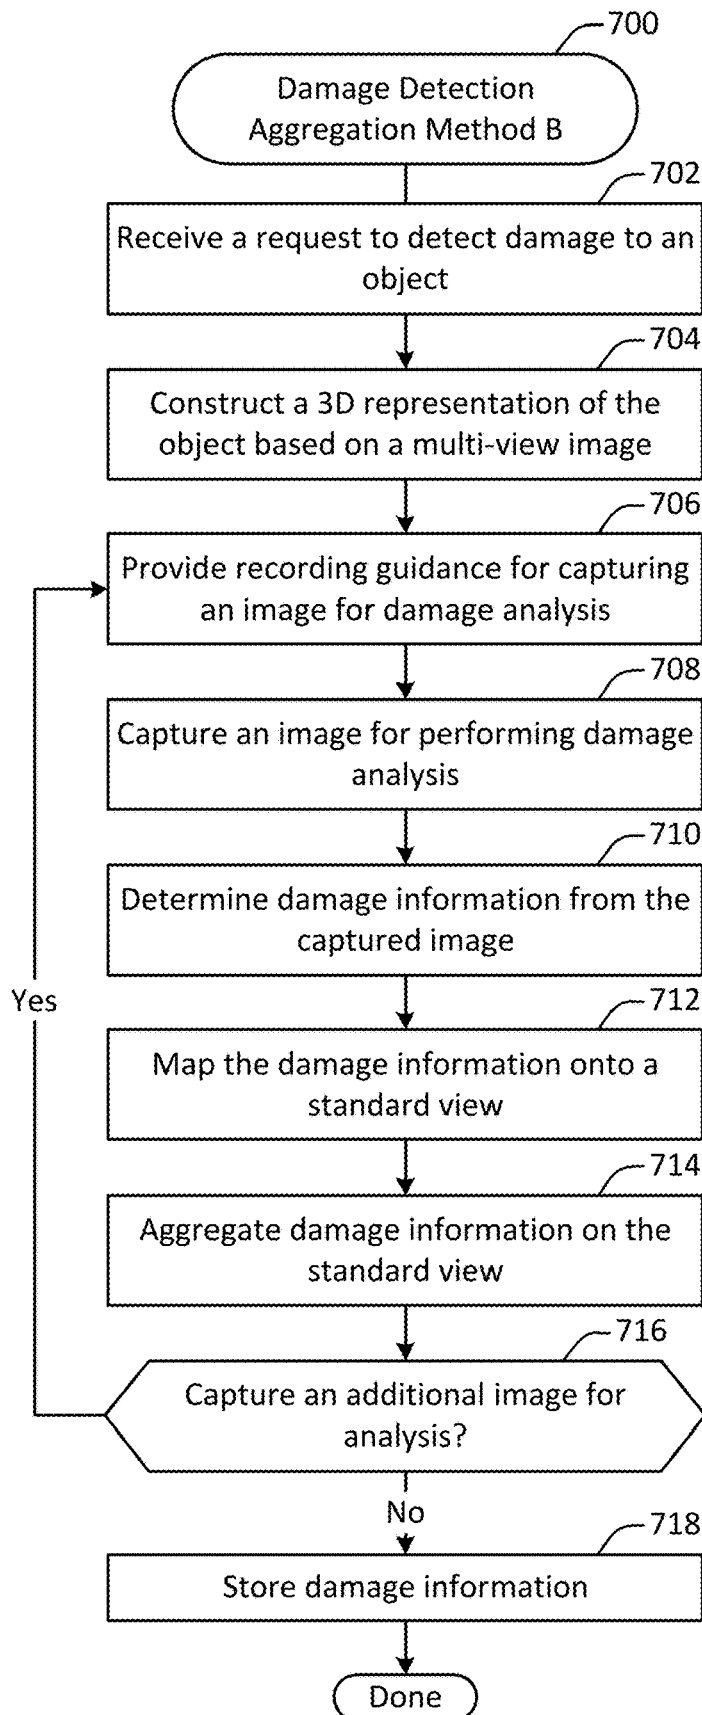 700
Damage Detection
Aggregation Method B
702
Receive a request to detect damage to an
object
704
Construct a 3D representation of the
object based on a multi-view image
706
Provide recording guidance for capturing
an image for damage analysis
708
Capture an image for performing damage
analysis
710
Determine damage information from the
captured image
Yes
712
Map the damage information onto a
standard view
714
Aggregate damage information on the
standard view
716
Capture an additional image for
analysis?
No
718
Store damage information
Done